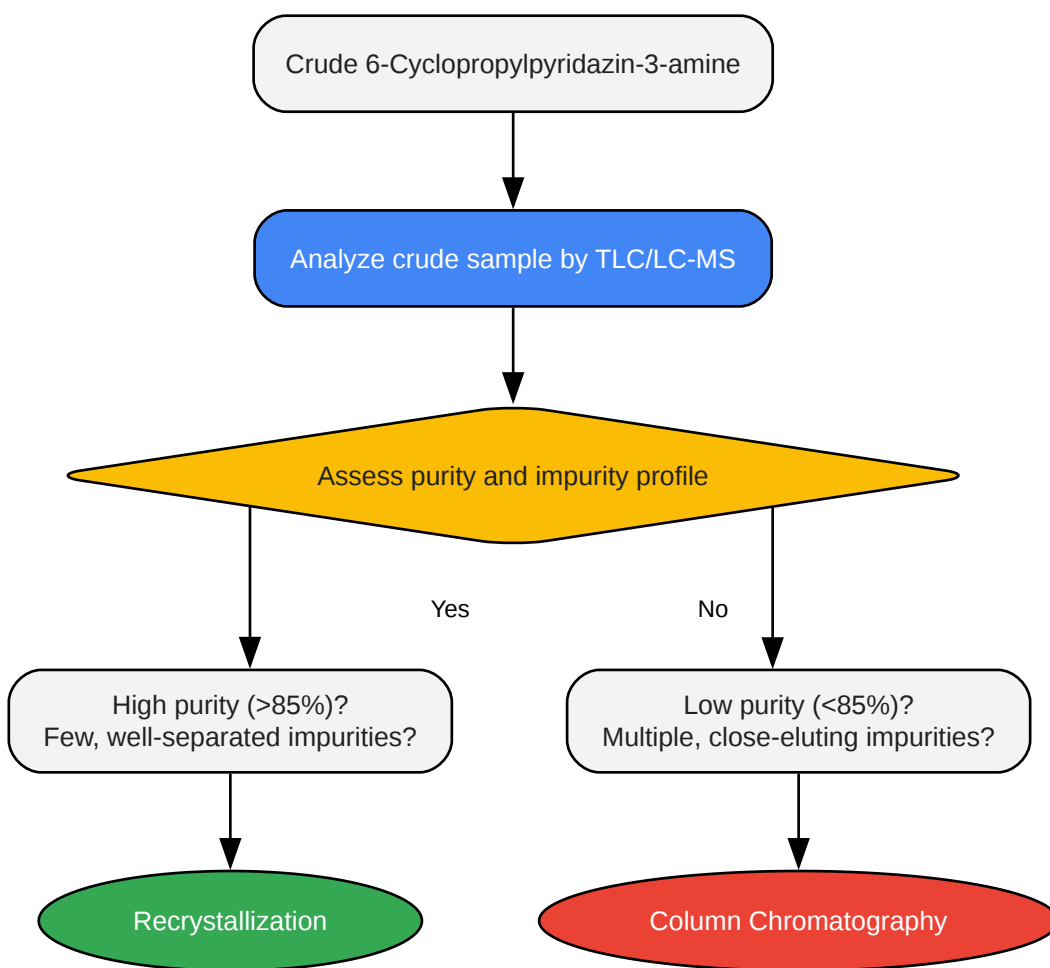 Crude 6-Cyclopropylpyridazin-3-amine
Analyze crude sample by TLC/LC-MS
Assess purity and impurity profile
Yes
No
High purity (>85%)?
Few, well-separated impurities?
Low purity (<85%)?
Multiple, close-eluting impurities?
Recrystallization
Column Chromatography